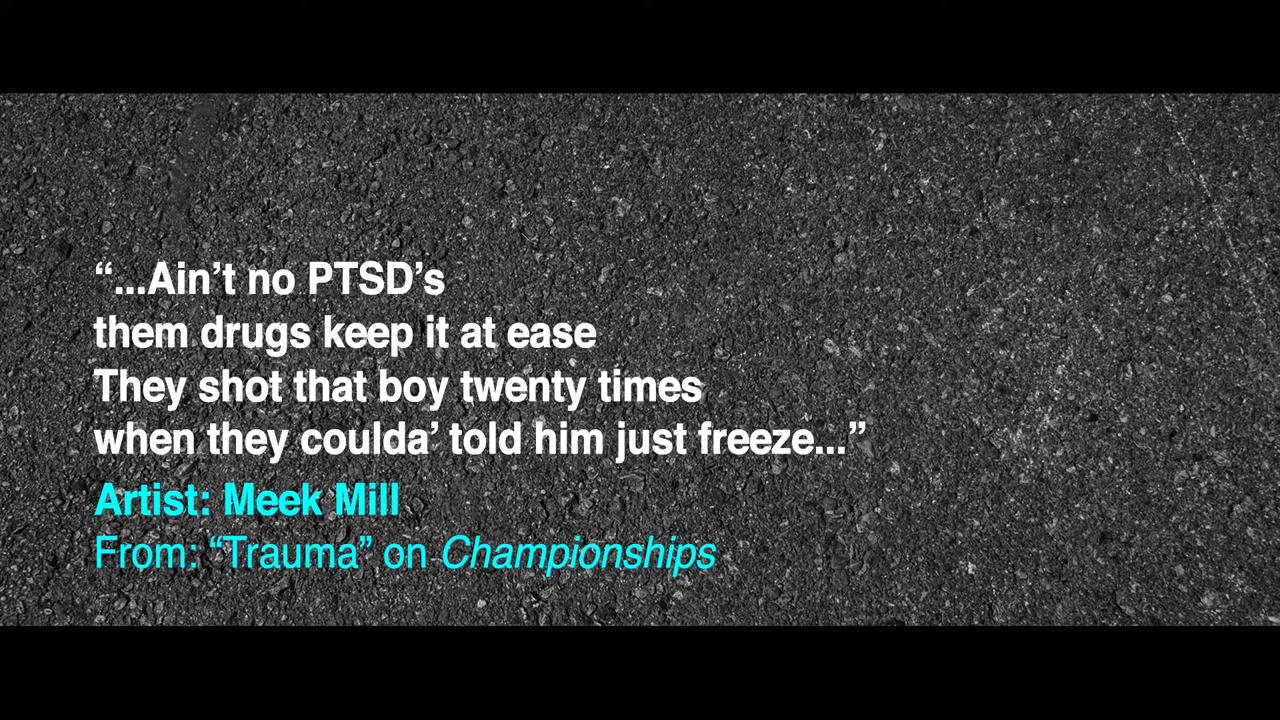 “...Ain’t no PTSD’s
them drugs keep it at ease
They shot that boy twenty times
when they coulda’ told him just freeze...”
Artist: Meek Mill
From: “Trauma” on Championships